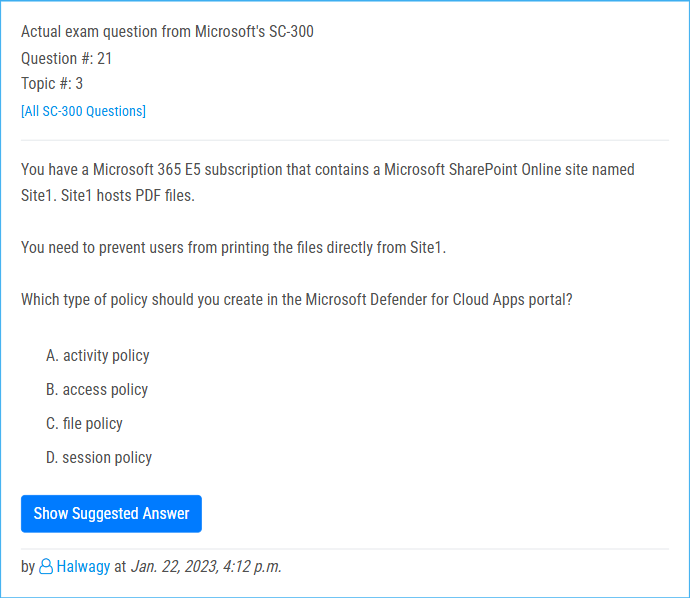 Actual exam question from Microsoft's SC-300
Question #: 21
Topic #: 3
[All SC-300 Questions]
You have a Microsoft 365 E5 subscription that contains a Microsoft SharePoint Online site named
Site1. Site1 hosts PDF files.
You need to prevent users from printing the files directly from Site1.
Which type of policy should you create in the Microsoft Defender for Cloud Apps portal?
A. activity policy
B. access policy
C. file policy
D. session policy
Show Suggested Answer
by Halwagy at Jan. 22, 2023, 4:12 p.m.